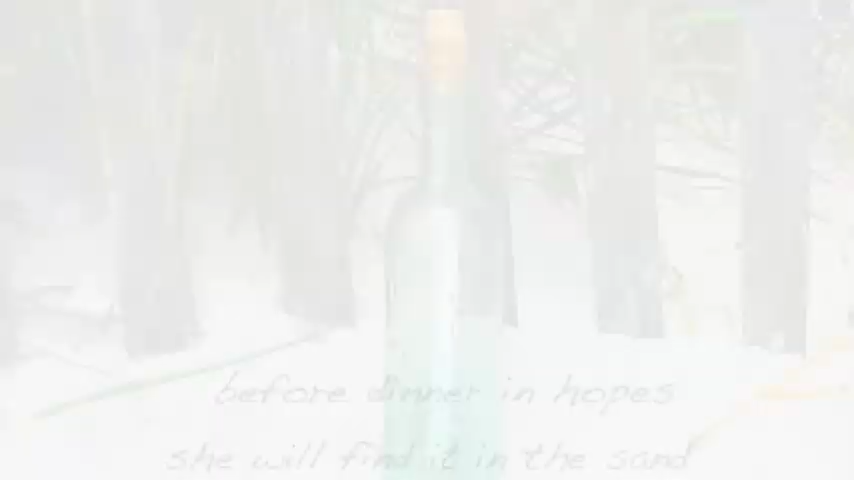 before dinner in hopes
she will find it in the sand